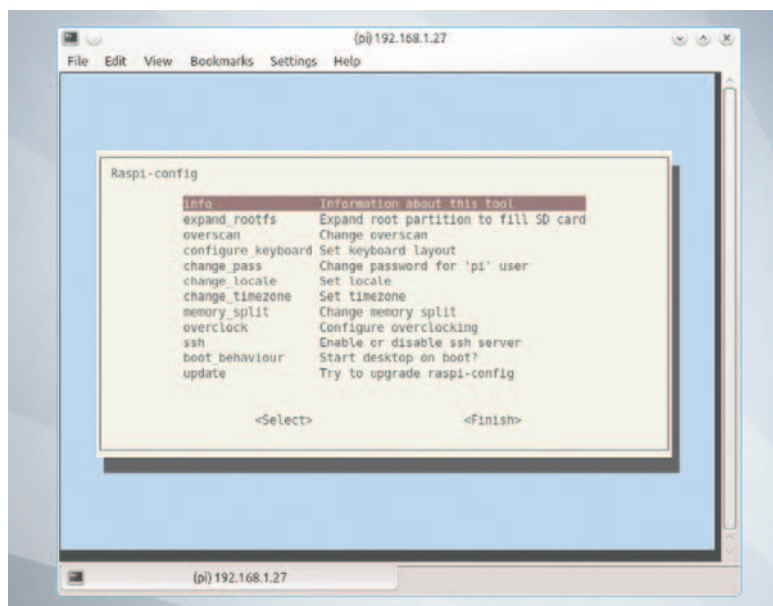 (pi) 192.168.1.27
File Edit View Bookmarks Settings Help
Raspi-config
info Information about this tool
expand_rootfs Expand root partition to fill SD card
overscan Change overscan
configure_keyboard Set keyboard layout
change_pass Change password for 'pi' user
change_locale Set locale
change_timezone Set timezone
memory_split Change memory split
overclock Configure overclocking
ssh Enable or disable ssh server
boot_behaviour Start desktop on boot?
update Try to upgrade raspi-config
<Select> <Finish>
(pi) 192.168.1.27